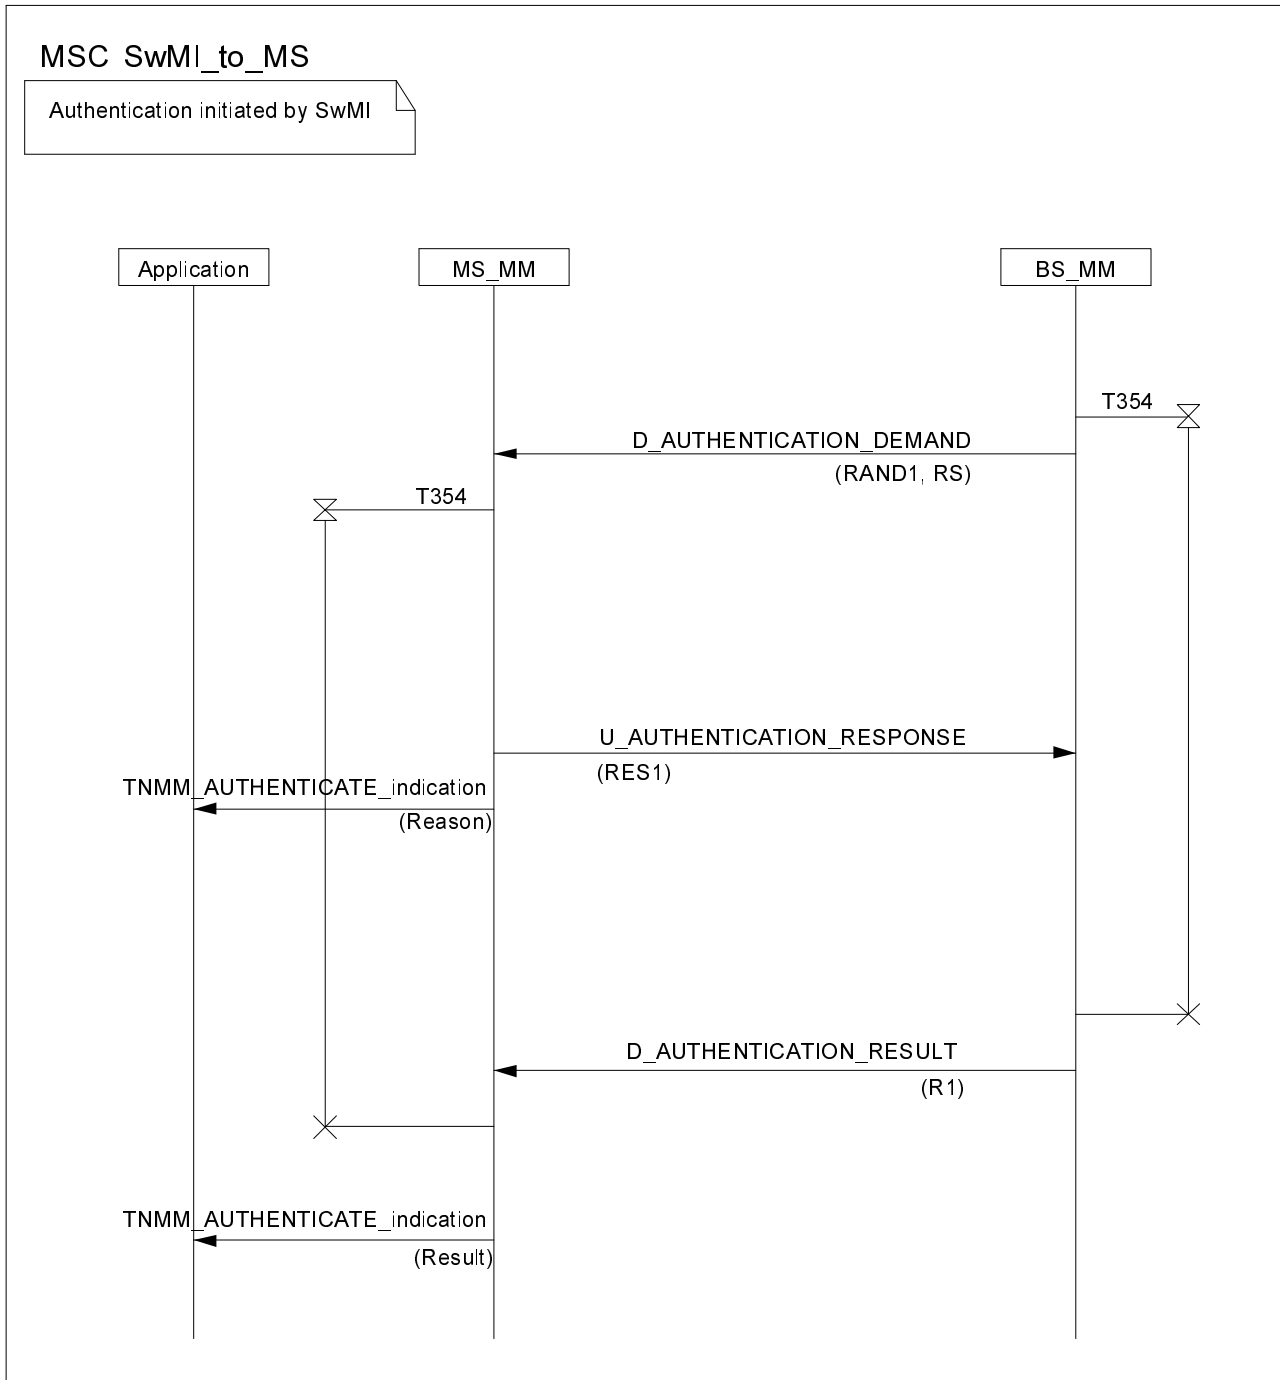 MSC SwMI_to_MS
Authentication initiated by SwMI
Application
MS_MM
BS_MM
T354
D_AUTHENTICATION_DEMAND
(RAND1, RS)
T354
U_AUTHENTICATION_RESPONSE
(RES1)
TNMM_AUTHENTICATE_indication
(Reason)
D_AUTHENTICATION_RESULT
(R1)
TNMM_AUTHENTICATE_indication
(Result)